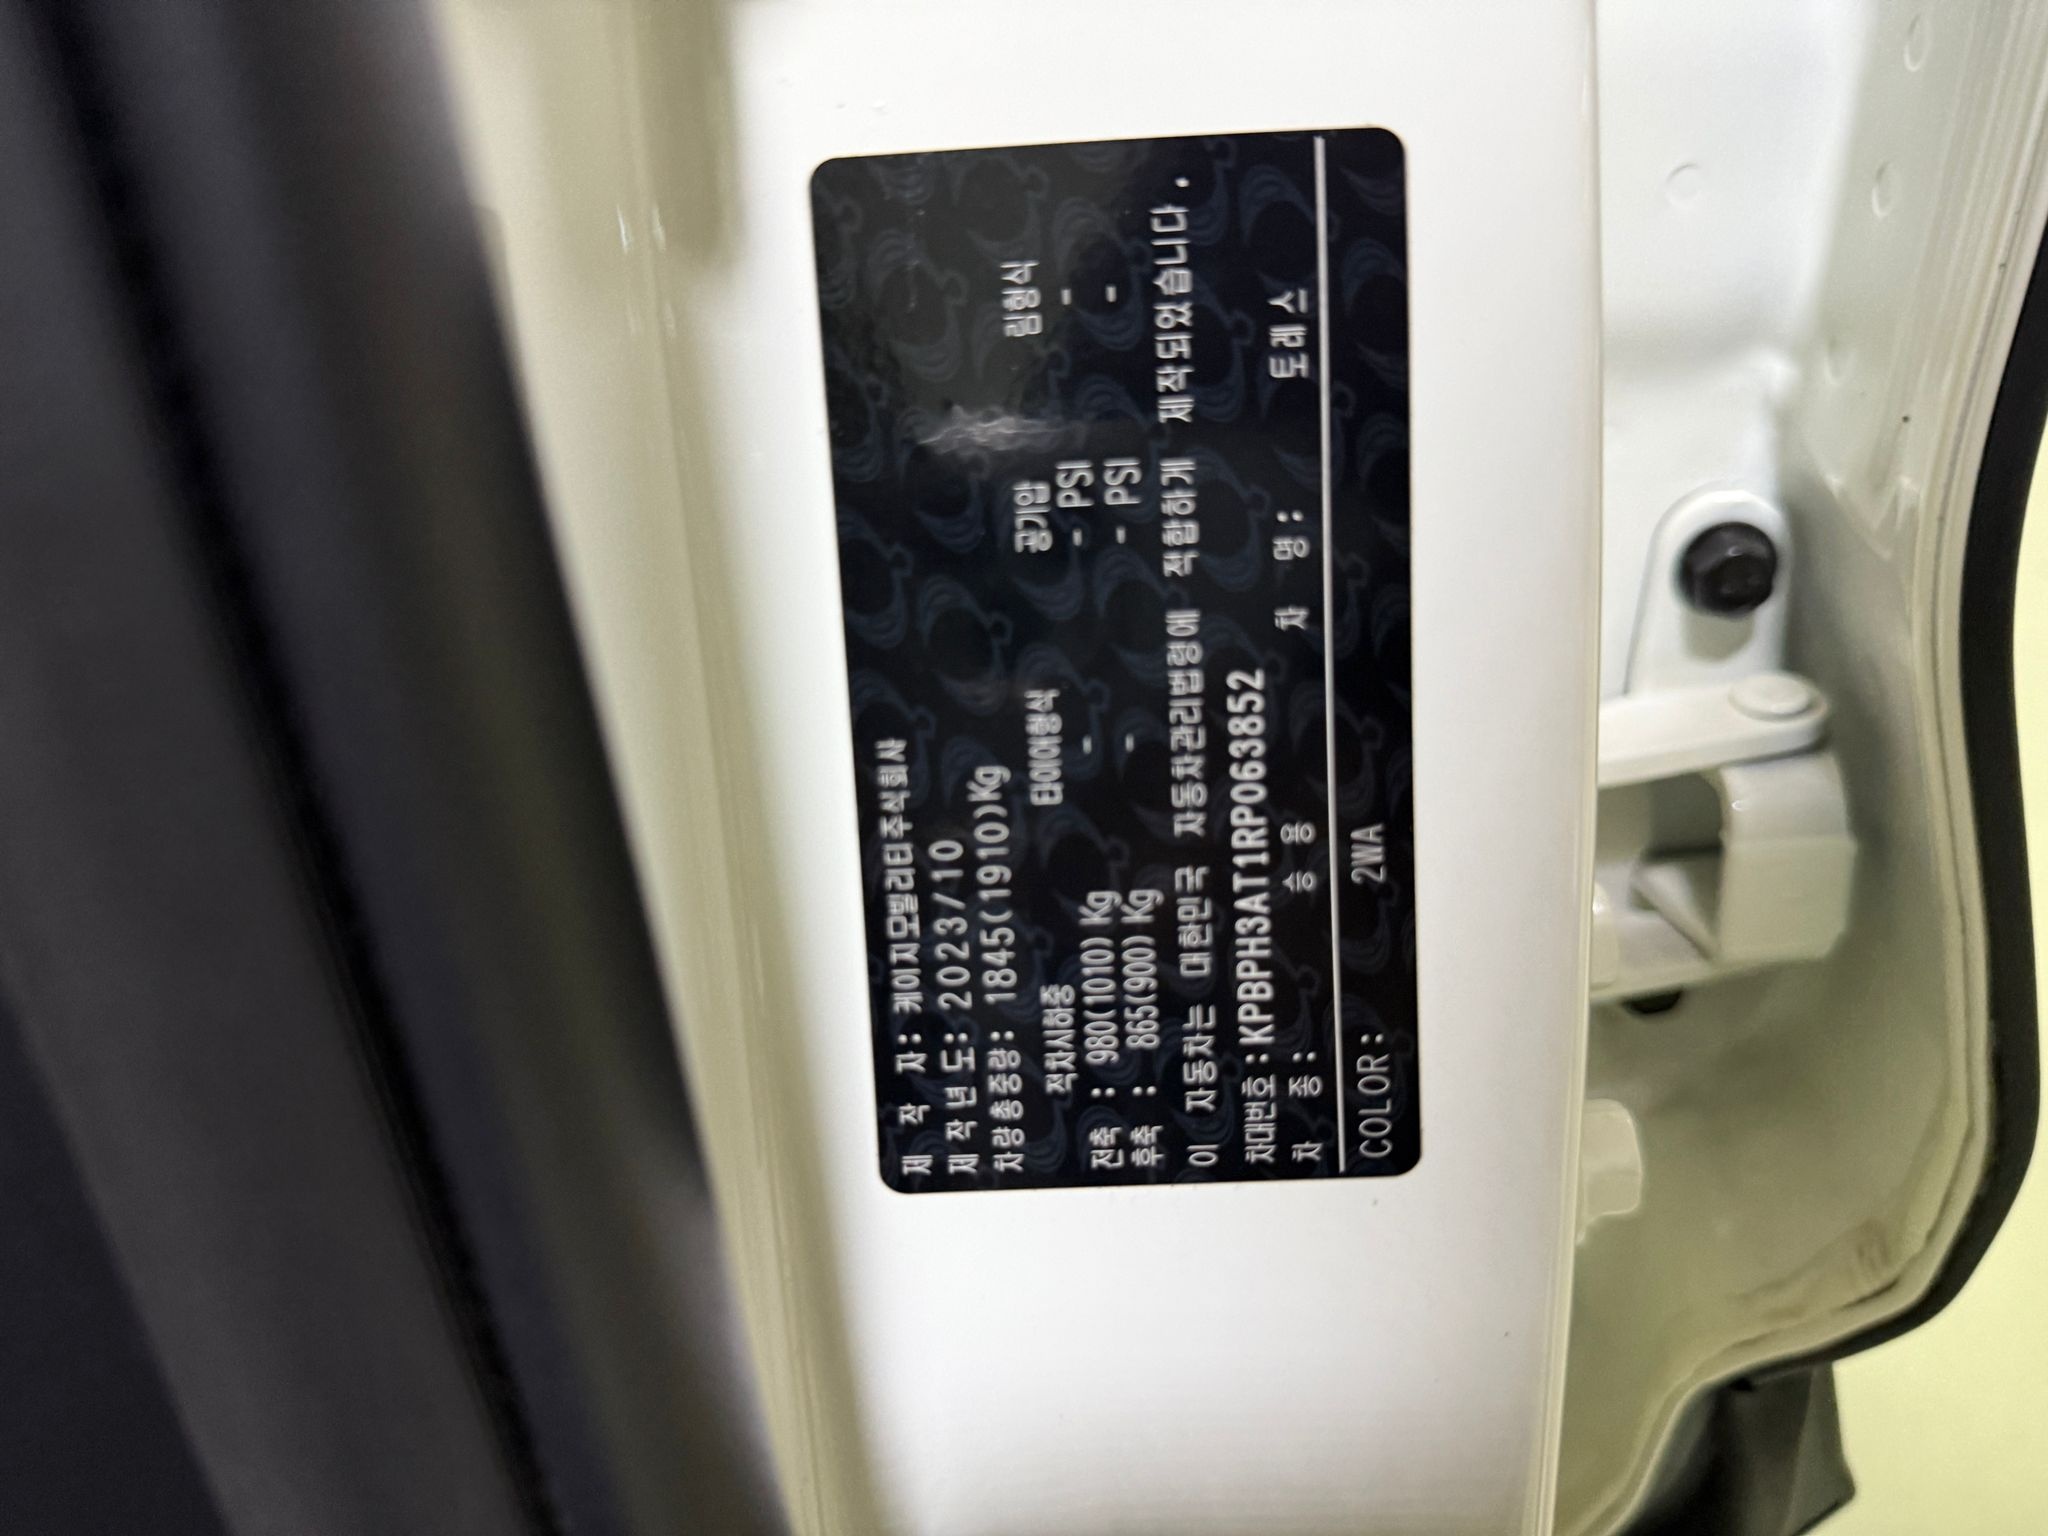 제 작 자: 케이지모빌리티주식회사
제 작 년 도: 2023/10
차량총중량: 1845(1910)Kg
적차시하중 타이어형식 공기압 림형식
전축 : 980(1010) Kg - - PSI -
후축 : 865(900) Kg - - PSI -
이 자동차는 대한민국 자동차관리법령에 적합하게 제작되었습니다.
차대번호:KPBPH3AT1RP063852
차 종: 승 용 차 명: 토레스
COLOR: 2WA